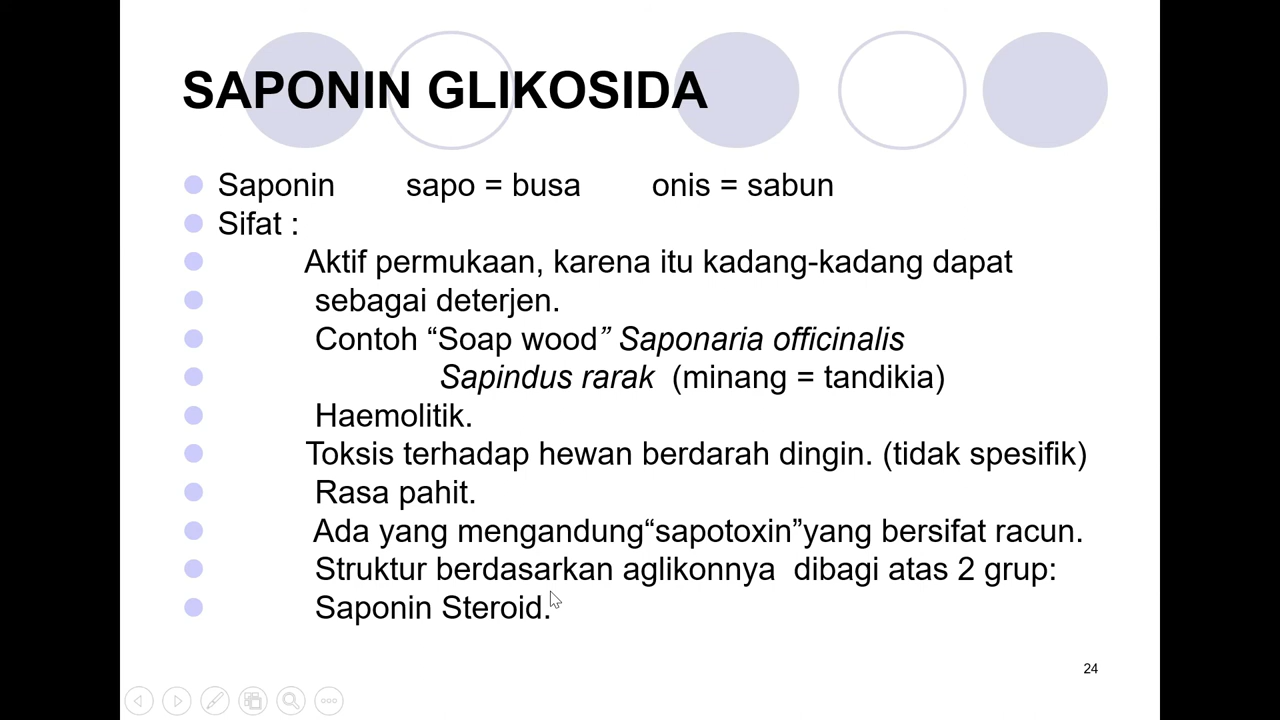 SAPONIN GLIKOSIDA
Saponin sapo = busa onis = sabun
Sifat :
Aktif permukaan, karena itu kadang-kadang dapat
sebagai deterjen.
Contoh “Soap wood” Saponaria officinalis
Sapindus rarak (minang = tandikia)
Haemolitik.
Toksis terhadap hewan berdarah dingin. (tidak spesifik)
Rasa pahit.
Ada yang mengandung“sapotoxin”yang bersifat racun.
Struktur berdasarkan aglikonnya dibagi atas 2 grup:
Saponin Steroid.
24